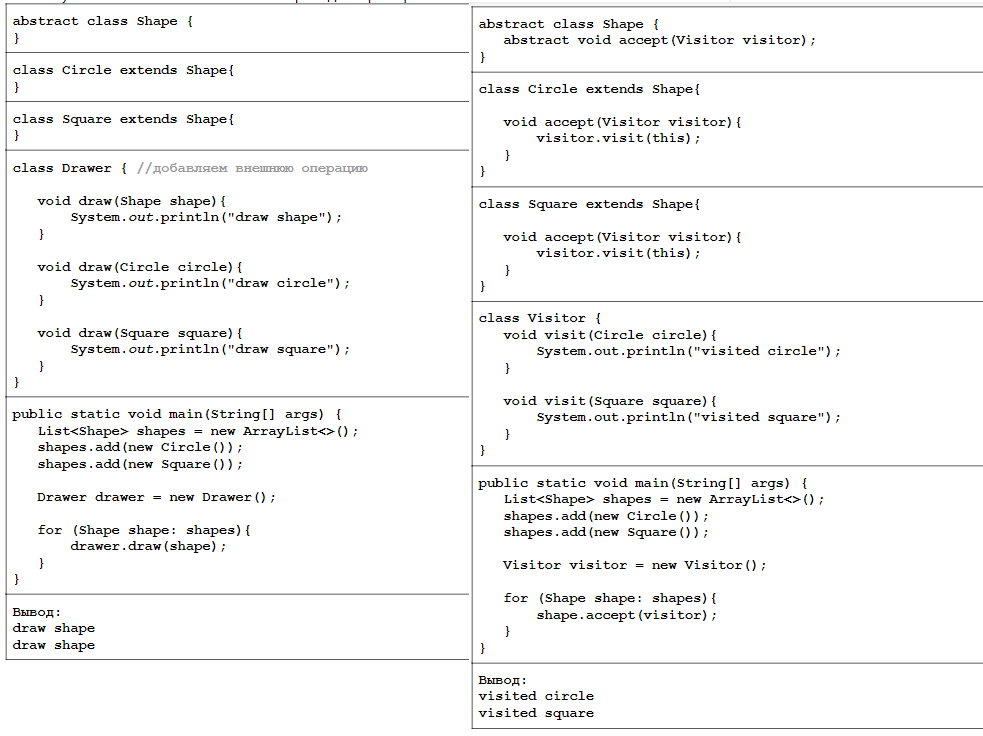 abstract class Shape {
}
class Circle extends Shape{
}
class Square extends Shape{
}
class Drawer { //добавляем внешнюю операцию
void draw(Shape shape){
System.out.println("draw shape");
}
void draw(Circle circle){
System.out.println("draw circle");
}
void draw(Square square){
System.out.println("draw square");
}
}
public static void main(String[] args) {
List<Shape> shapes = new ArrayList<>();
shapes.add(new Circle());
shapes.add(new Square());
Drawer drawer = new Drawer();
for (Shape shape: shapes){
drawer.draw(shape);
}
}
Вывод:
draw shape
draw shape
abstract class Shape {
abstract void accept(Visitor visitor);
}
class Circle extends Shape{
void accept(Visitor visitor){
visitor.visit(this);
}
}
class Square extends Shape{
void accept(Visitor visitor){
visitor.visit(this);
}
}
class Visitor {
void visit(Circle circle){
System.out.println("visited circle");
}
void visit(Square square){
System.out.println("visited square");
}
}
public static void main(String[] args) {
List<Shape> shapes = new ArrayList<>();
shapes.add(new Circle());
shapes.add(new Square());
Visitor visitor = new Visitor();
for (Shape shape: shapes){
shape.accept(visitor);
}
}
Вывод:
visited circle
visited square